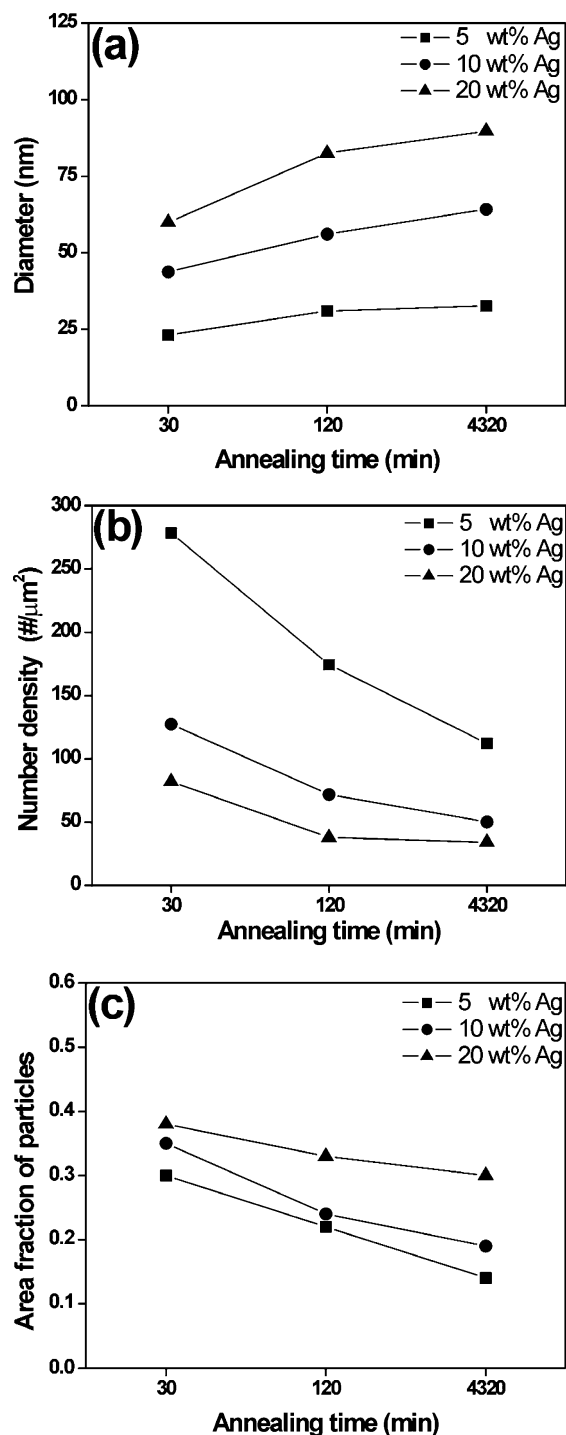 (a)
5 wt% Ag
10 wt% Ag
20 wt% Ag
125
100
75
50
25
0
Diameter (nm)
30 120 4320
Annealing time (min)
(b)
5 wt% Ag
10 wt% Ag
20 wt% Ag
300
250
200
150
100
50
0
Number density (#/μm²)
30 120 4320
Annealing time (min)
(c)
5 wt% Ag
10 wt% Ag
20 wt% Ag
0.6
0.5
0.4
0.3
0.2
0.1
0.0
Area fraction of particles
30 120 4320
Annealing time (min)